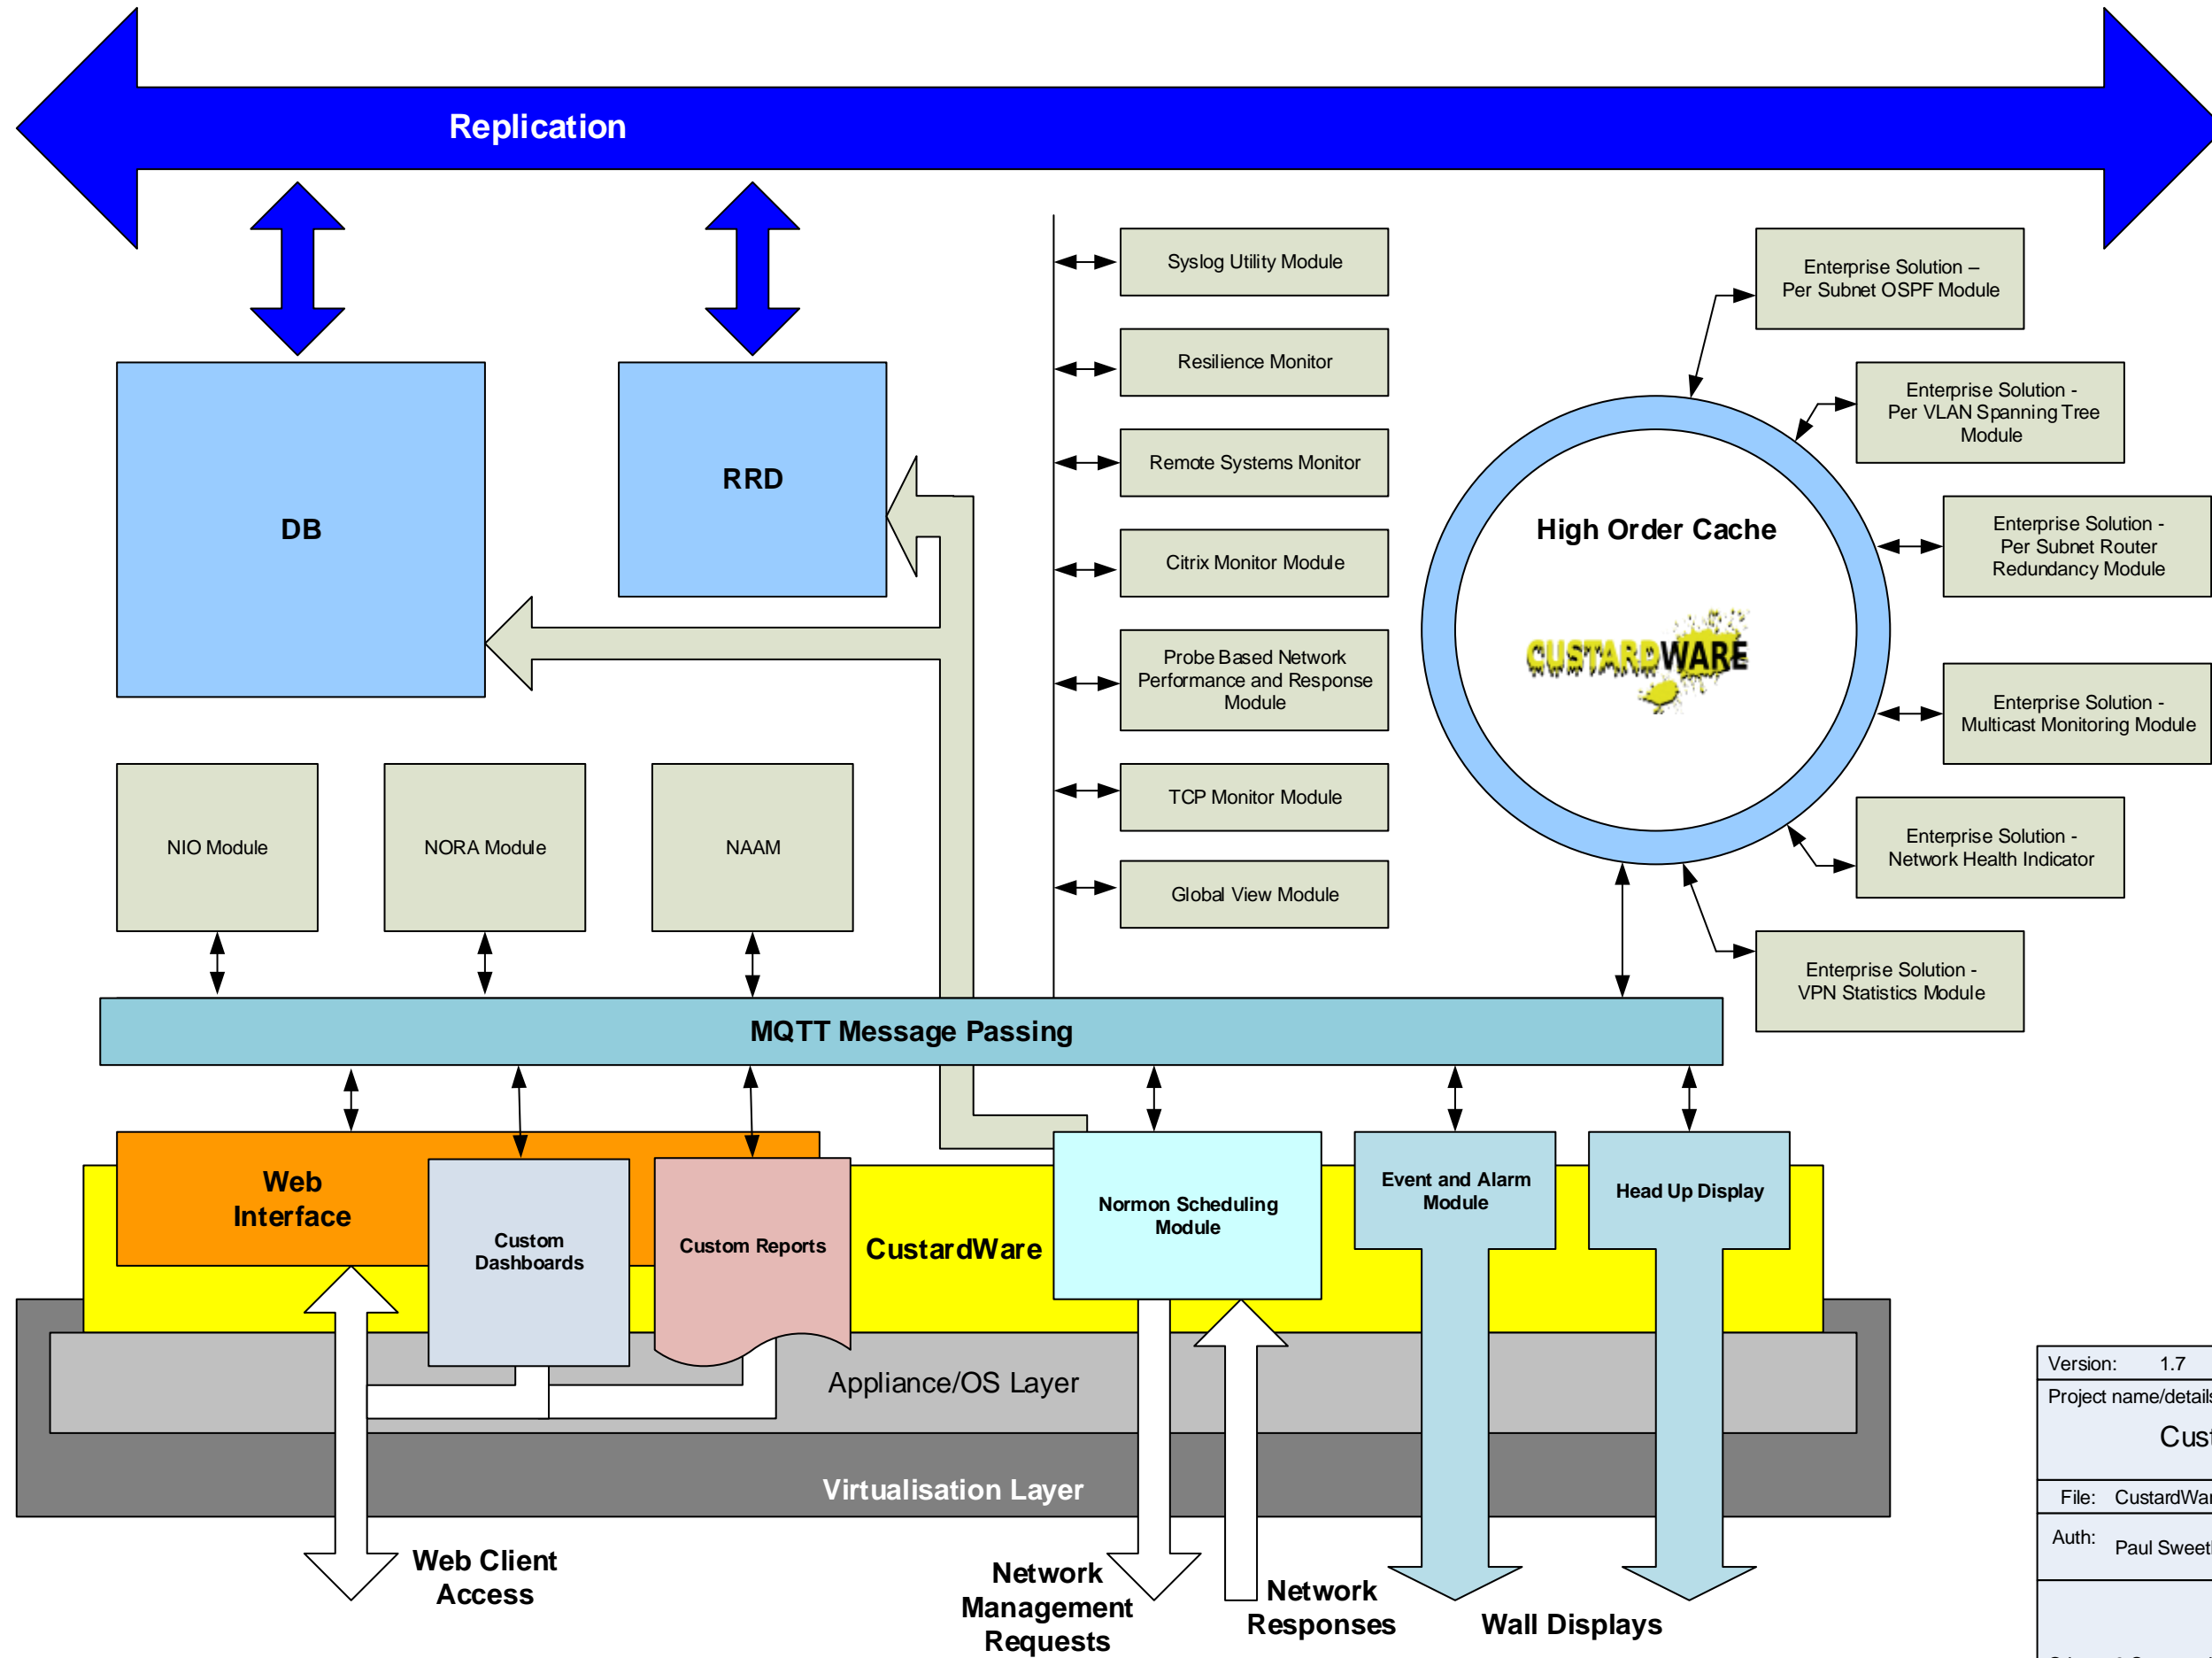 Replication
Syslog Utility Module
Enterprise Solution –
Per Subnet OSPF Module
Resilience Monitor
Enterprise Solution -
Per VLAN Spanning Tree
Module
Remote Systems Monitor
RRD
DB
High Order Cache
Enterprise Solution -
Per Subnet Router
Redundancy Module
Citrix Monitor Module
CUSTARDWARE
Probe Based Network
Performance and Response
Module
Enterprise Solution -
Multicast Monitoring Module
TCP Monitor Module
NIO Module
NORA Module
NAAM
Enterprise Solution -
Network Health Indicator
Global View Module
Enterprise Solution -
VPN Statistics Module
MQTT Message Passing
Web
Interface
Custom
Dashboards
Custom Reports
CustardWare
Normon Scheduling
Module
Event and Alarm
Module
Head Up Display
Appliance/OS Layer
Virtualisation Layer
Version: 1.7
Project name/details
Cust
File: CustardWar
Auth: Paul Sweet
Web Client
Access
Network
Management
Requests
Network
Responses
Wall Displays